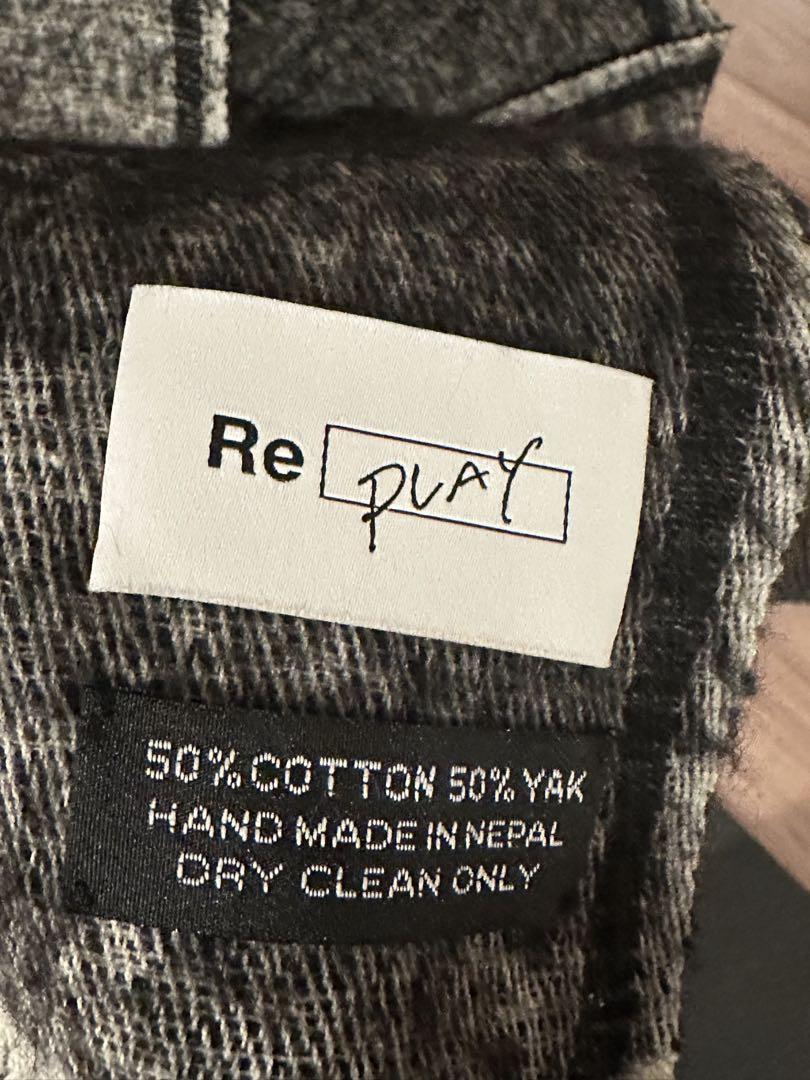 Re PLAY
50% COTTON 50% YAK
HAND MADE IN NEPAL
DRY CLEAN ONLY